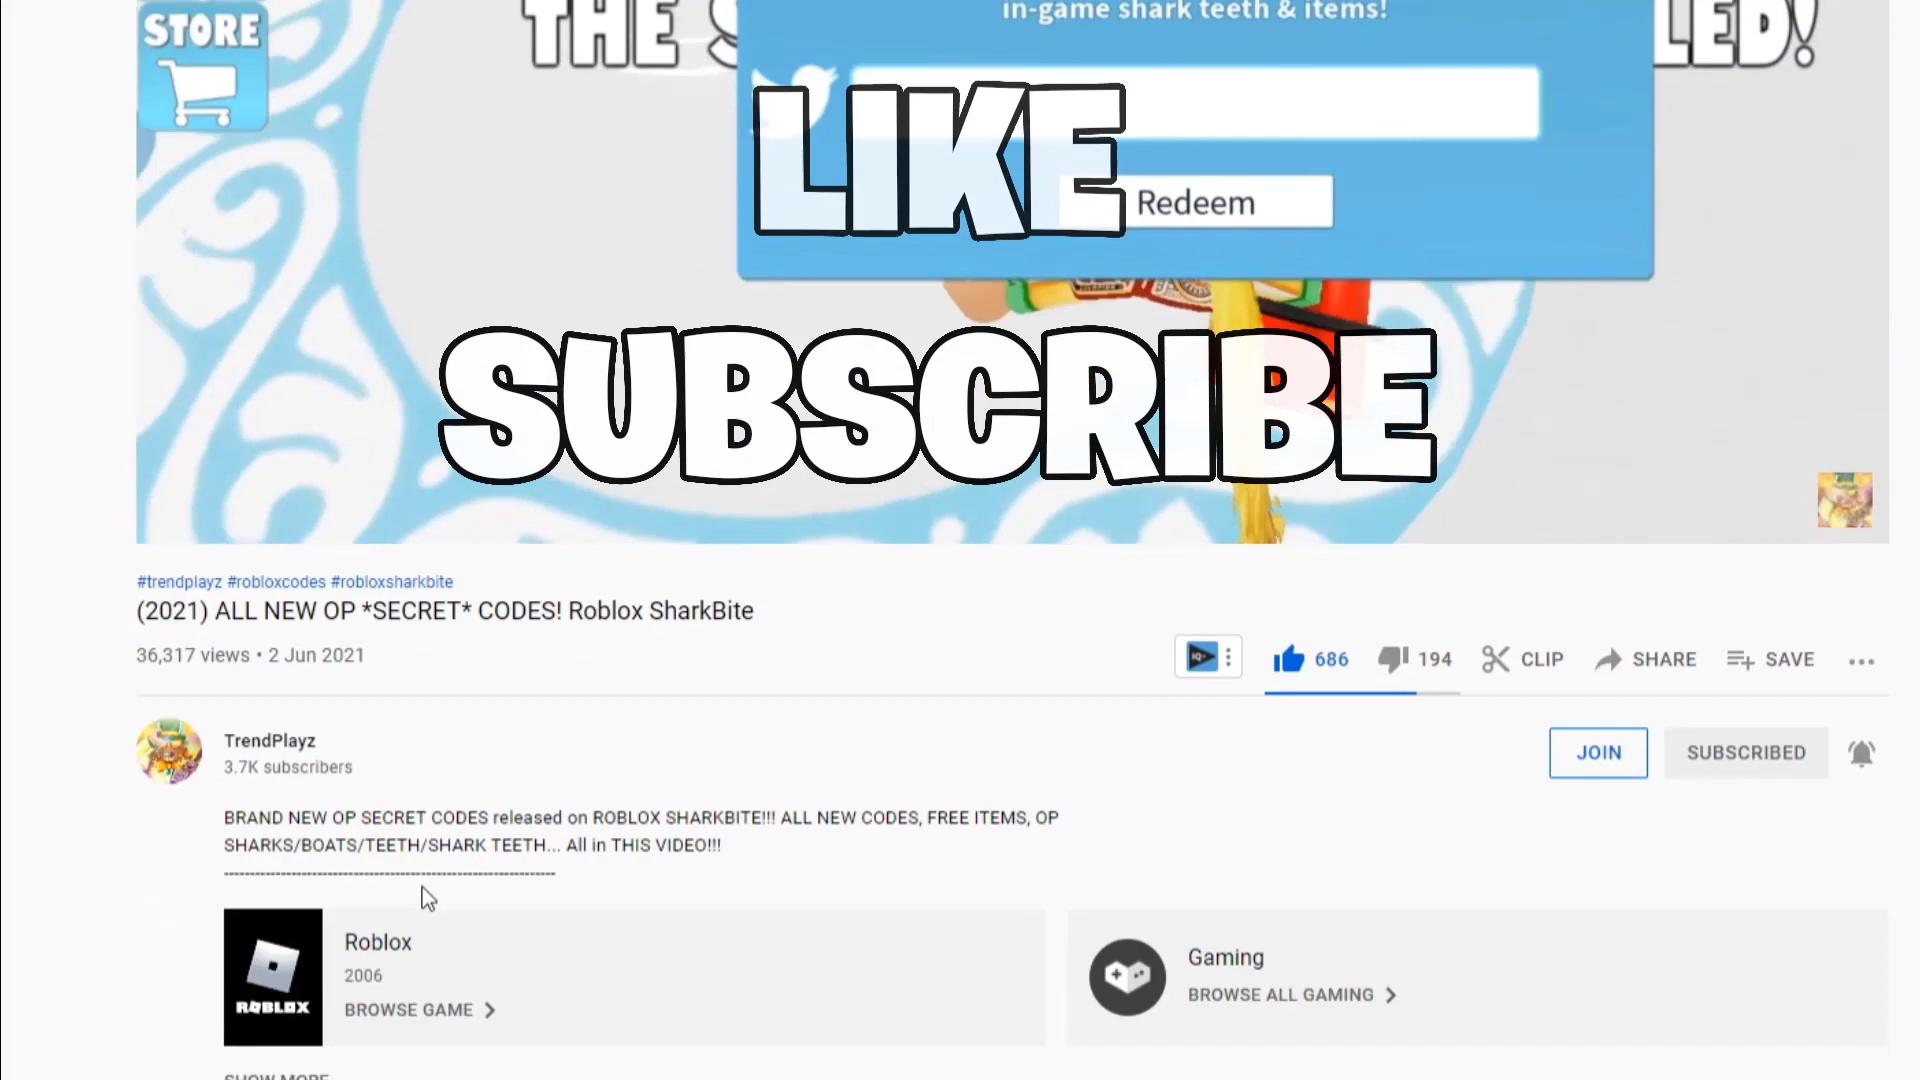 STORE
THE S
LED!
in-game shark teeth & items!
LIKE
Redeem
SUBSCRIBE
#trendplayz #robloxcodes #robloxsharkbite
(2021) ALL NEW OP *SECRET* CODES! Roblox SharkBite
36,317 views • 2 Jun 2021
IQ
686
194
CLIP
SHARE
SAVE
TrendPlayz
3.7K subscribers
JOIN
SUBSCRIBED
BRAND NEW OP SECRET CODES released on ROBLOX SHARKBITE!!! ALL NEW CODES, FREE ITEMS, OP
SHARKS/BOATS/TEETH/SHARK TEETH... All in THIS VIDEO!!!
----------------------------------------------------------------
Roblox
2006
BROWSE GAME
ROBLOX
Gaming
BROWSE ALL GAMING
SHOW MORE